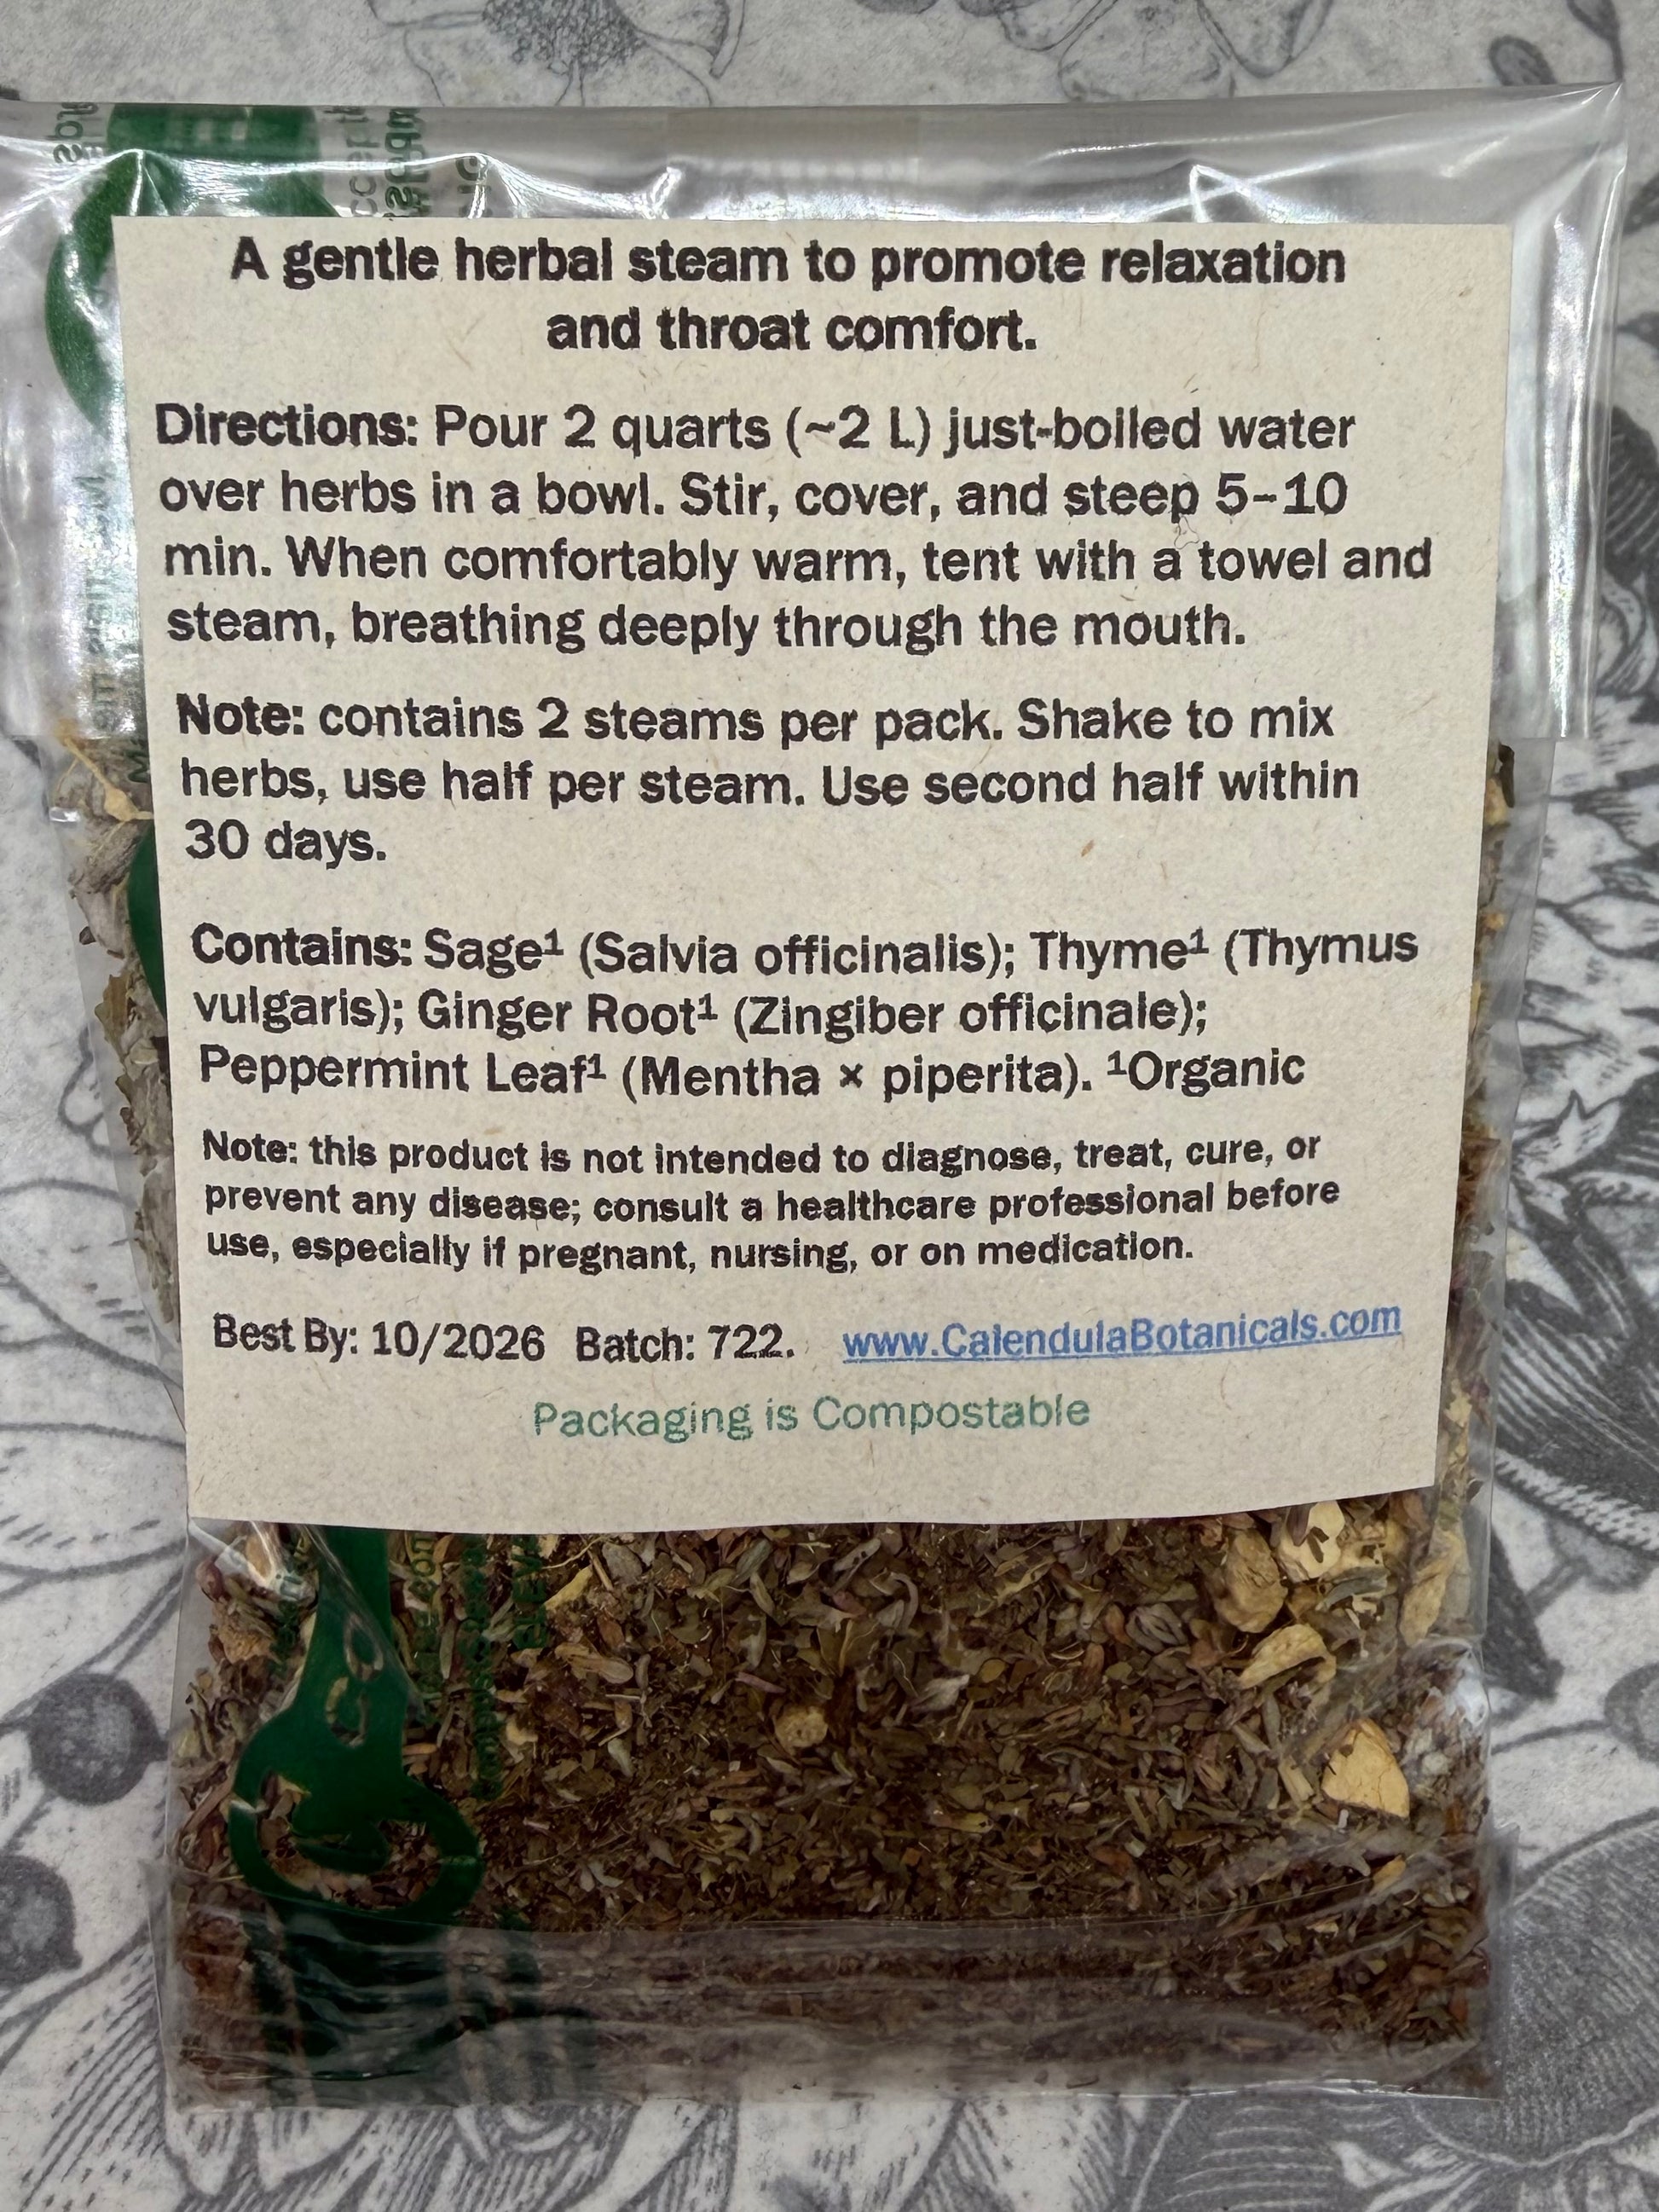 A gentle herbal steam to promote relaxation
and throat comfort.
Directions: Pour 2 quarts (~2 L) just-boiled water
over herbs in a bowl. Stir, cover, and steep 5–10
min. When comfortably warm, tent with a towel and
steam, breathing deeply through the mouth.
Note: contains 2 steams per pack. Shake to mix
herbs, use half per steam. Use second half within
30 days.
Contains: Sage¹ (Salvia officinalis); Thyme¹ (Thymus
vulgaris); Ginger Root¹ (Zingiber officinale);
Peppermint Leaf¹ (Mentha × piperita). ¹Organic
Note: this product is not intended to diagnose, treat, cure, or
prevent any disease; consult a healthcare professional before
use, especially if pregnant, nursing, or on medication.
Best By: 10/2026 Batch: 722. www.CalendulaBotanicals.com
Packaging is Compostable